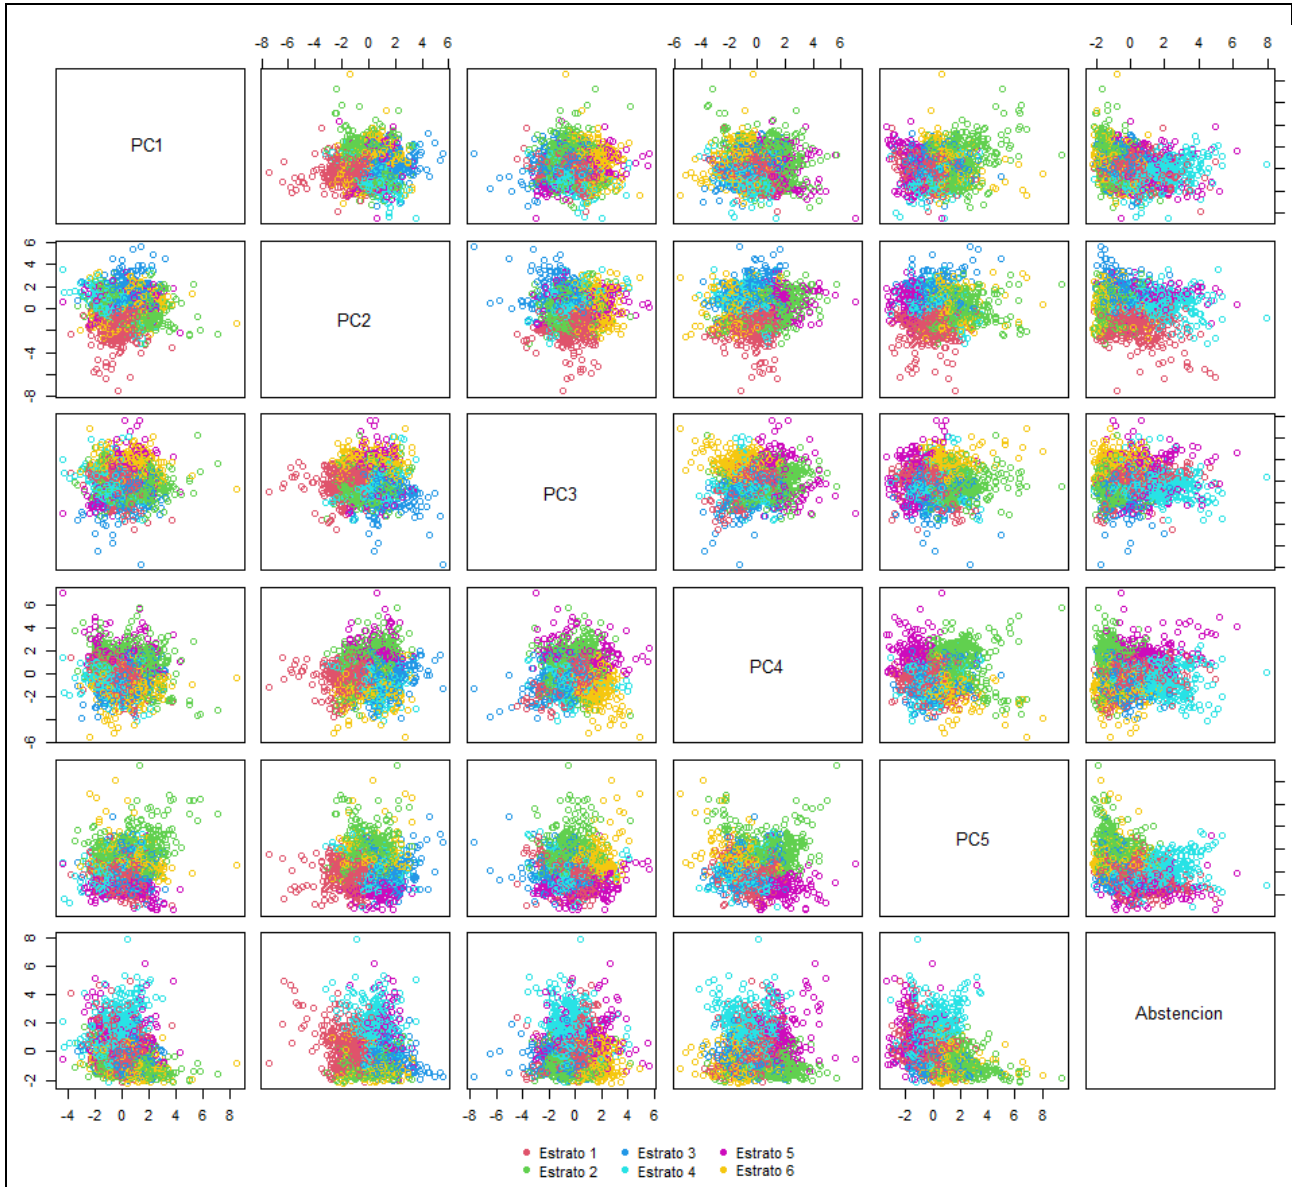 -8 -6 -4 -2 0 2 4 6 -6 -4 -2 0 2 4 6 -2 0 2 4 6 8
PC1
6 4 2 0 -4 -8
PC2
PC3
6 4 2 0 -2 -6
PC4
PC5
8 6 4 2 0 -2
Abstencion
-4 -2 0 2 4 6 8 -8 -6 -4 -2 0 2 4 6 -2 0 2 4 6 8
Estrato 1 Estrato 3 Estrato 5
Estrato 2 Estrato 4 Estrato 6